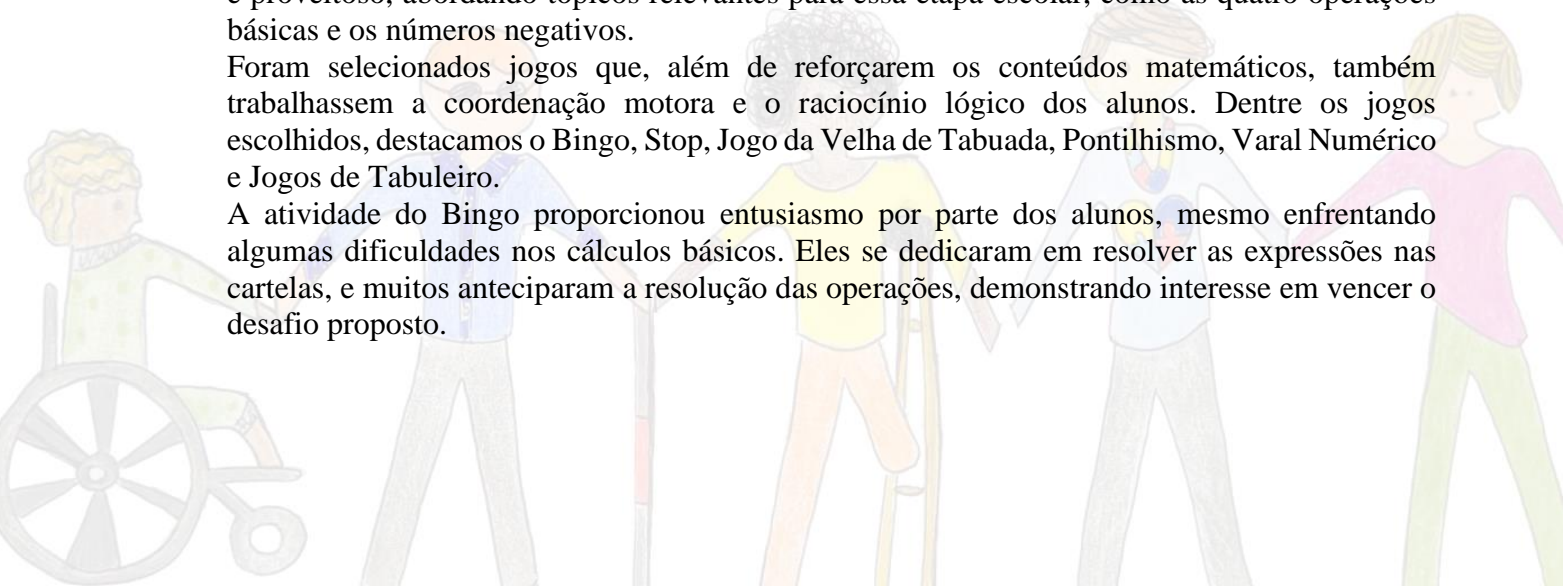 e proveitoso, abordando tópicos relevantes para essa etapa escolar, como as quatro operações
básicas e os números negativos.
Foram selecionados jogos que, além de reforçarem os conteúdos matemáticos, também
trabalhassem a coordenação motora e o raciocínio lógico dos alunos. Dentre os jogos
escolhidos, destacamos o Bingo, Stop, Jogo da Velha de Tabuada, Pontilhismo, Varal Numérico
e Jogos de Tabuleiro.
A atividade do Bingo proporcionou entusiasmo por parte dos alunos, mesmo enfrentando
algumas dificuldades nos cálculos básicos. Eles se dedicaram em resolver as expressões nas
cartelas, e muitos anteciparam a resolução das operações, demonstrando interesse em vencer o
desafio proposto.